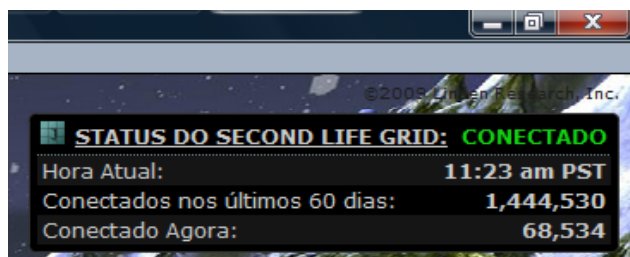 ©2009 Linden Research, Inc.
STATUS DO SECOND LIFE GRID: CONECTADO
Hora Atual: 11:23 am PST
Conectados nos últimos 60 dias: 1,444,530
Conectado Agora: 68,534